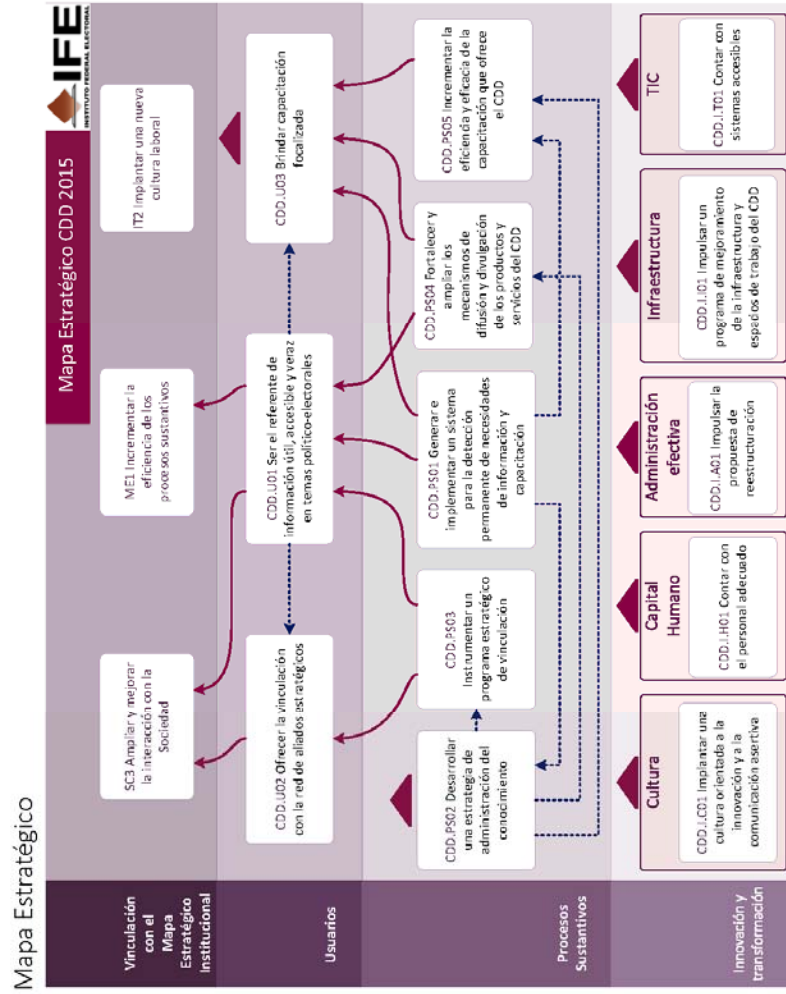 Mapa Estratégico
Mapa Estratégico CDD 2015
IFE
INSTITUTO FEDERAL ELECTORAL
Vinculación
con el
Mapa
Estratégico
Institucional
SC3 Ampliar y mejorar
la interacción con la
Sociedad
ME1 Incrementar la
eficiencia de los
procesos sustantivos
IT2 Implantar una nueva
cultura laboral
Usuarios
CDD.U02 Ofrecer la vinculación
con la red de aliados estratégicos
CDD.U01 Ser el referente de
información útil, accesible y veraz
en temas político-electorales
CDD.U03 Brindar capacitación
focalizada
Procesos
Sustantivos
CDD.PS02 Desarrollar
una estrategia de
administración del
conocimiento
CDD.PS03
Instrumentar un
programa estratégico
de vinculación
CDD.PS01 Generar e
implementar un sistema
para la detección
permanente de necesidades
de información y
capacitación
CDD.PS04 Fortalecer y
ampliar los
mecanismos de
difusión y divulgación
de los productos y
servicios del CDD
CDD.PS05 Incrementar la
eficiencia y eficacia de la
capacitación que ofrece
el CDD
Innovación y
transformación
Cultura
CDD.I.C01 Implantar una
cultura orientada a la
innovación y a la
comunicación asertiva
Capital
Humano
CDD.I.H01 Contar con
el personal adecuado
Administración
efectiva
CDD.I.A01 Impulsar la
propuesta de
reestructuración
Infraestructura
CDD.I.I01 Impulsar un
programa de mejoramiento
de la infraestructura y
espacios de trabajo del CDD
TIC
CDD.I.T01 Contar con
sistemas accesibles